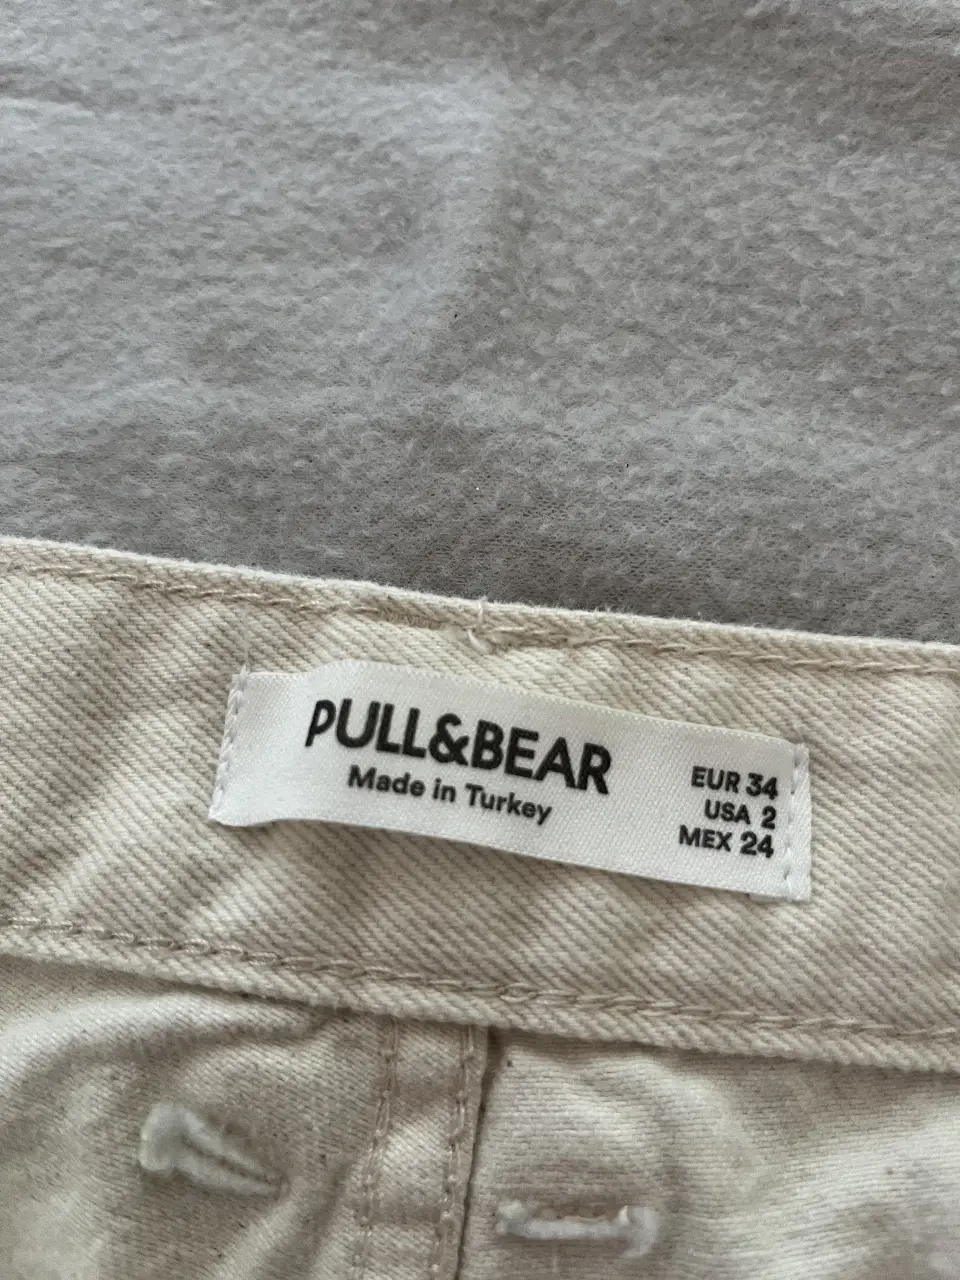 PULL&BEAR
Made in Turkey
EUR 34
USA 2
MEX 24